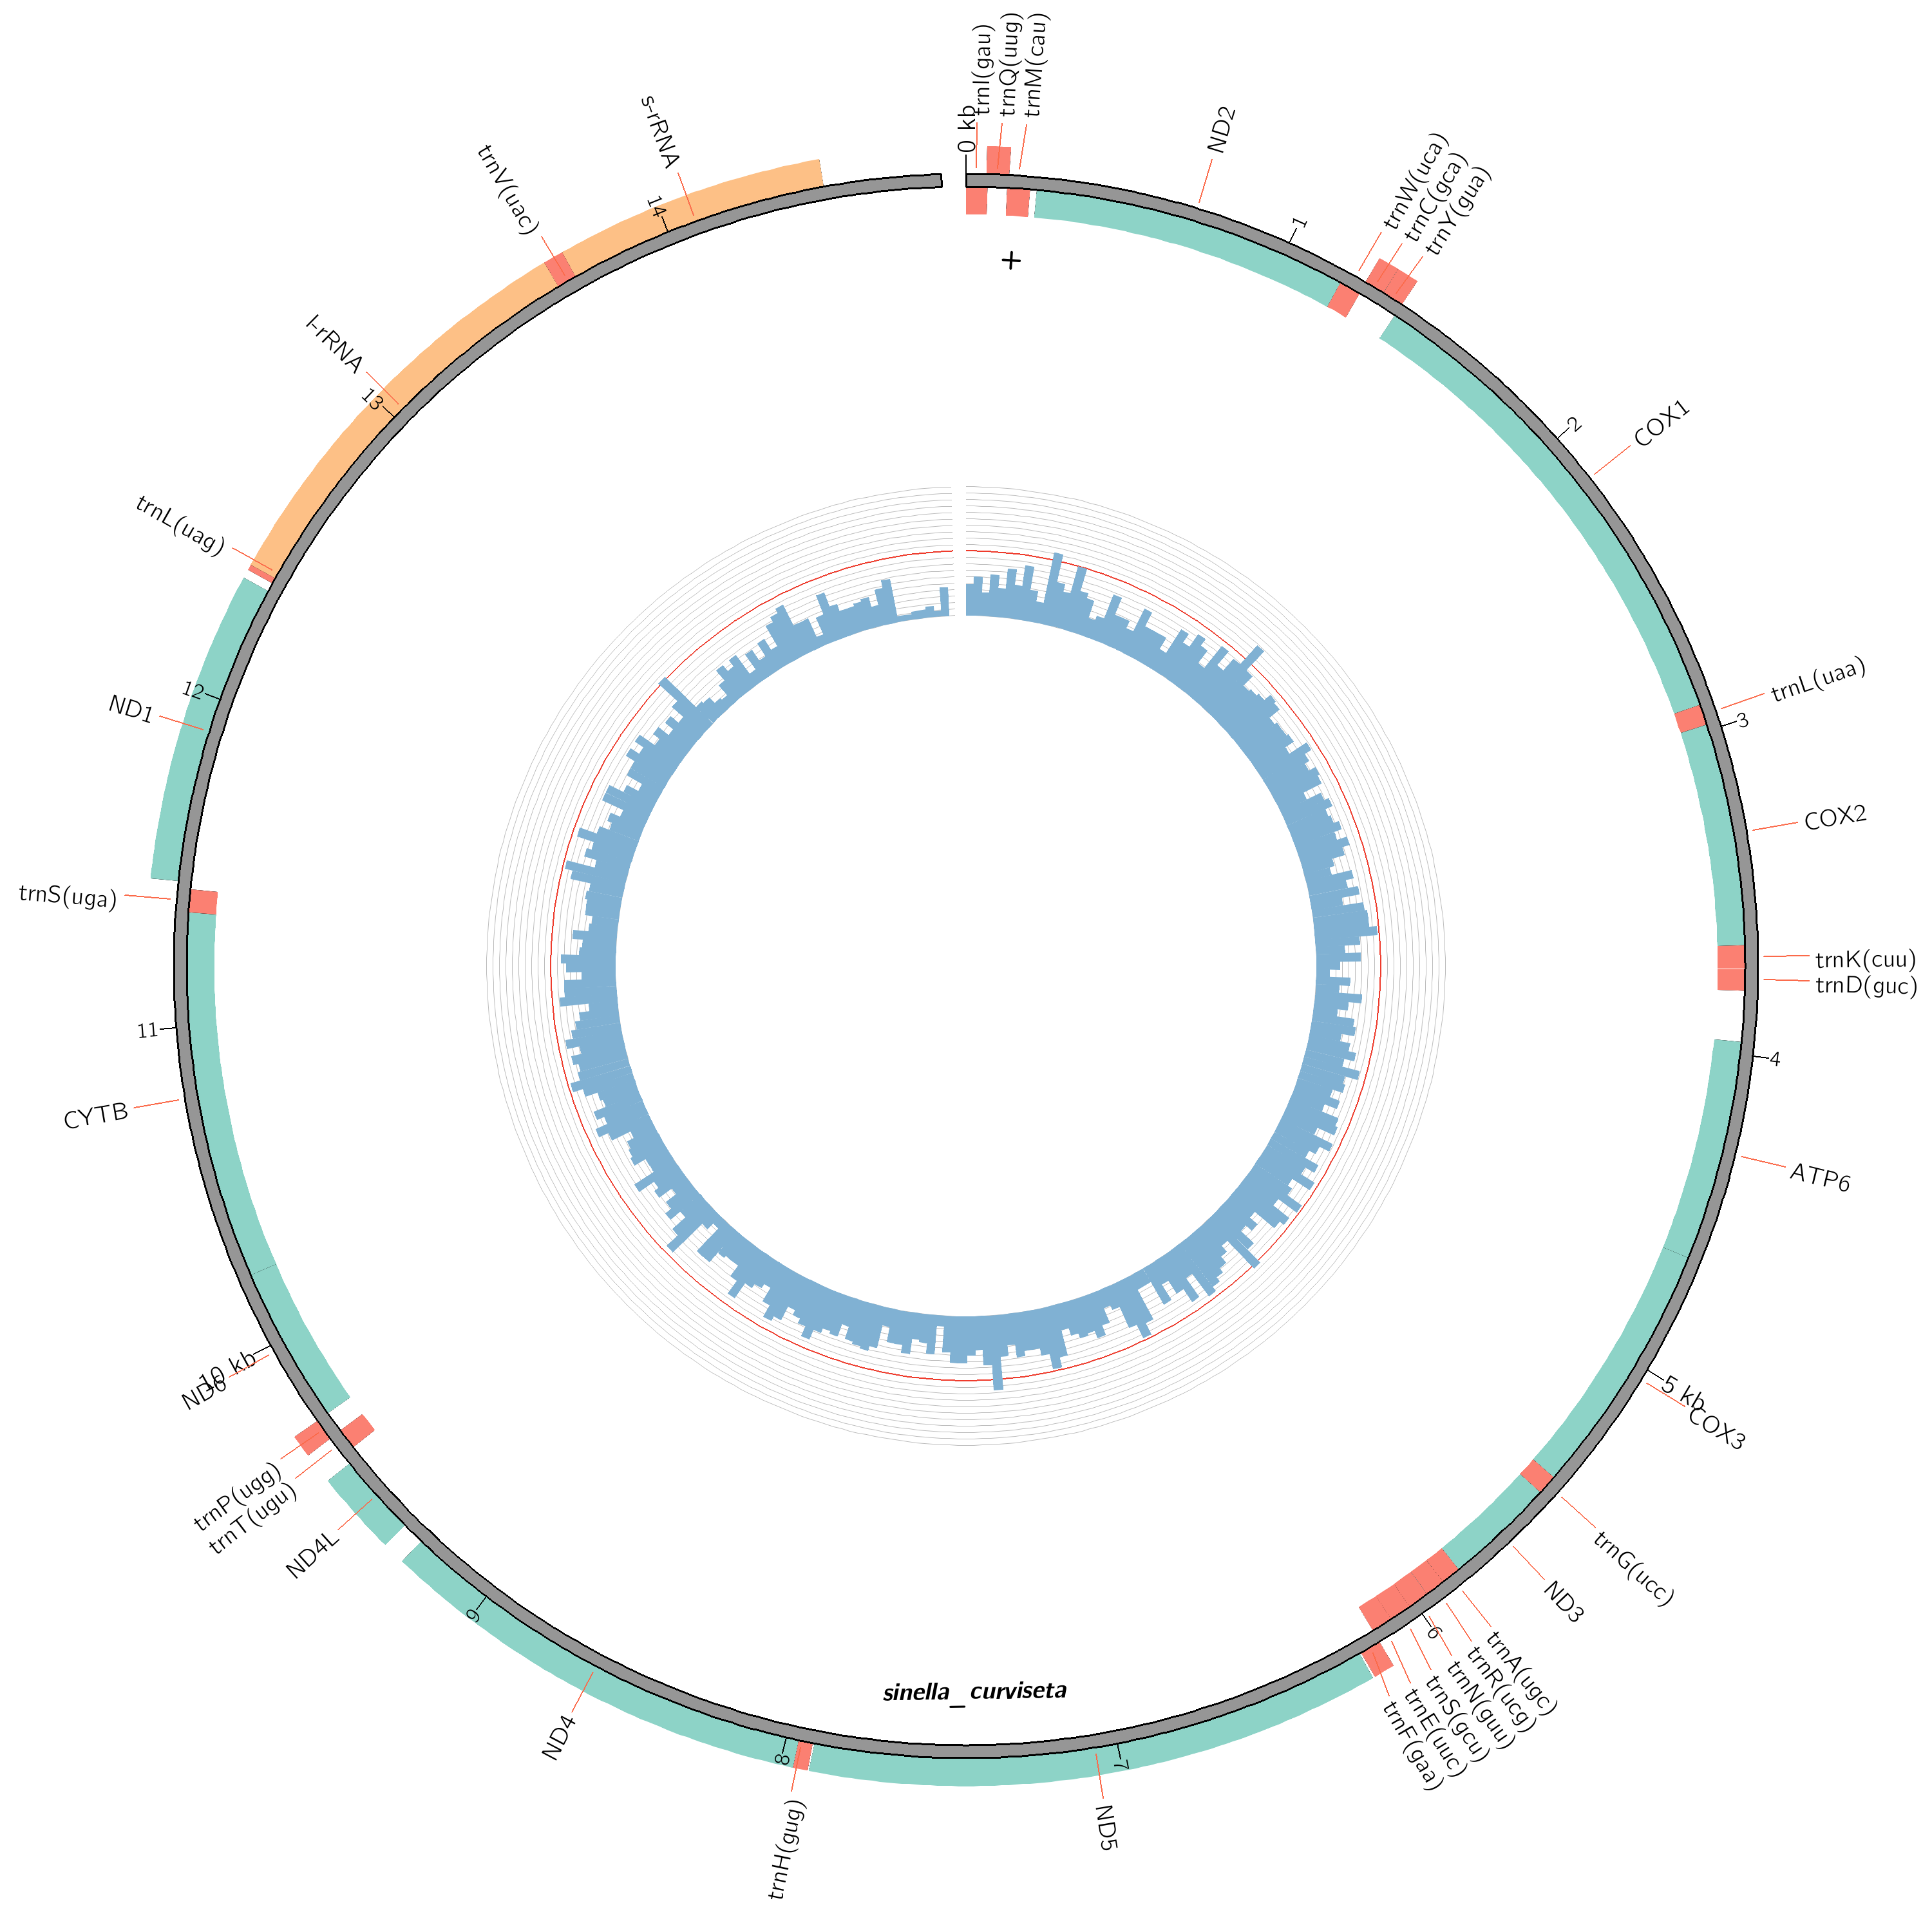 0 kb
trnI(gau)
trnQ(uug)
trnM(cau)
ND2
1
trnW(uca)
trnC(gca)
trnY(gua)
2
COX1
trnL(uaa)
3
COX2
trnK(cuu)
trnD(guc)
4
ATP6
5 kb
COX3
trnG(ucc)
ND3
trnA(ugc)
trnR(ucg)
6
trnN(guu)
trnS(gcu)
trnE(uuc)
trnF(gaa)
7
ND5
trnH(gug)
8
ND4
9
ND4L
trnT(ugu)
trnP(ugg)
ND6
10 kb
CYTB
11
trnS(uga)
ND1
12
trnL(uag)
13
l-rRNA
trnV(uac)
14
s-rRNA
+
sinella_curviseta